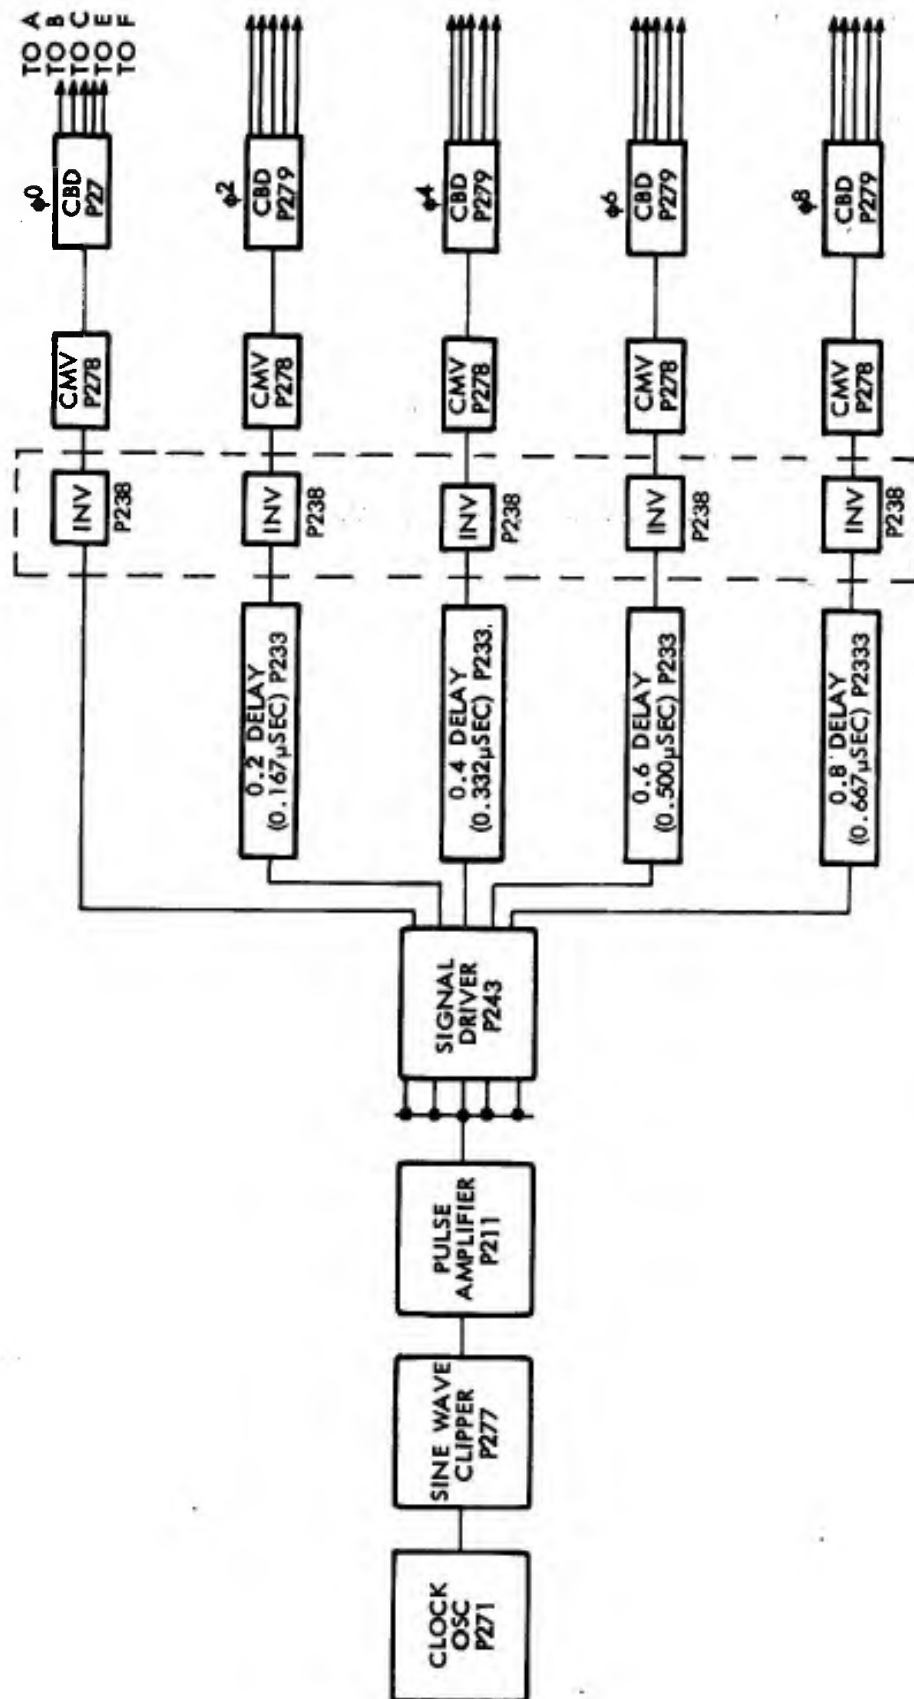 CLOCK
OSC
P271
SINE WAVE
CLIPPER
P277
PULSE
AMPLIFIER
P211
SIGNAL
DRIVER
P243
INV
P238
CMV
P278
φ0
CBD
P27
TO A
TO B
TO C
TO E
TO F
0.2 DELAY
(0.167μSEC) P233
INV
P238
CMV
P278
φ2
CBD
P279
0.4 DELAY
(0.332μSEC) P233.
INV
P238
CMV
P278
φ4
CBD
P279
0.6 DELAY
(0.500μSEC) P233
INV
P238
CMV
P278
φ6
CBD
P279
0.8 DELAY
(0.667μSEC) P2333
INV
P238
CMV
P278
φ8
CBD
P279